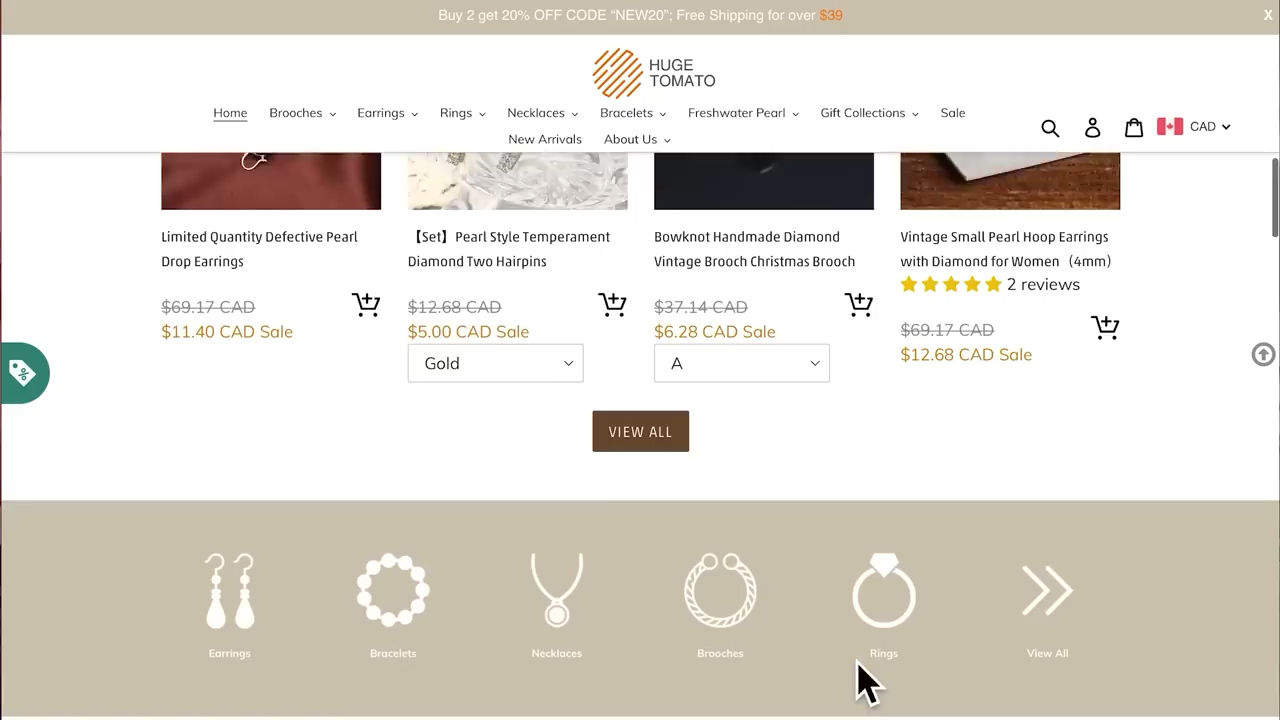 Buy 2 get 20% OFF CODE “NEW20”; Free Shipping for over $39
X
HUGE
TOMATO
Home Brooches Earrings Rings Necklaces Bracelets Freshwater Pearl Gift Collections Sale
New Arrivals About Us
CAD
Limited Quantity Defective Pearl
Drop Earrings
$69.17 CAD
$11.40 CAD Sale
【Set】Pearl Style Temperament
Diamond Two Hairpins
$12.68 CAD
$5.00 CAD Sale
Gold
Bowknot Handmade Diamond
Vintage Brooch Christmas Brooch
$37.14 CAD
$6.28 CAD Sale
A
Vintage Small Pearl Hoop Earrings
with Diamond for Women（4mm）
2 reviews
$69.17 CAD
$12.68 CAD Sale
VIEW ALL
Earrings
Bracelets
Necklaces
Brooches
Rings
View All